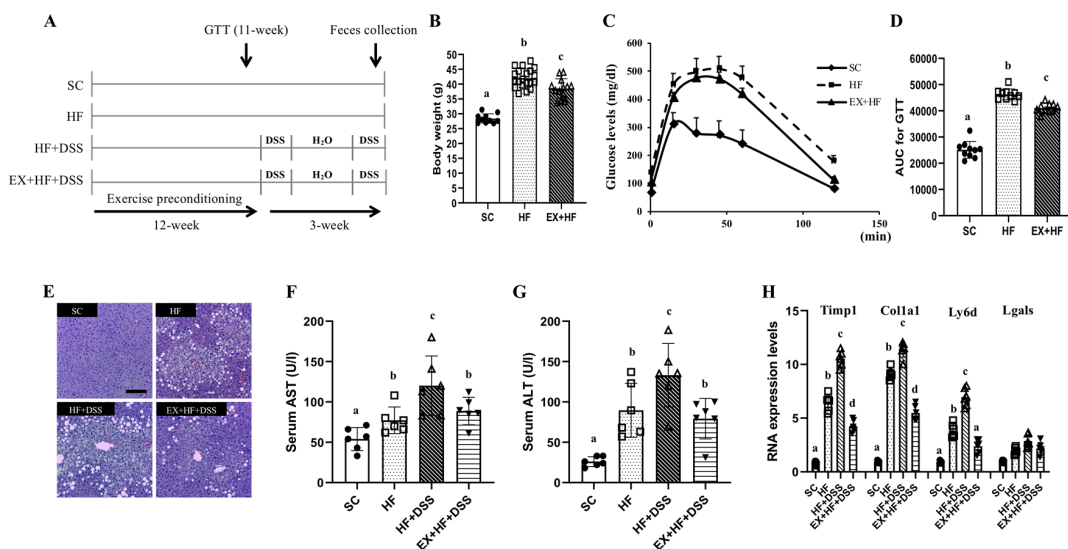 A
GTT (11-week)
Feces collection
SC
HF
HF+DSS
DSS
H₂O
DSS
EX+HF+DSS
DSS
H₂O
DSS
Exercise preconditioning
12-week
3-week
B
Body weight (g)
50
45
40
35
30
25
20
15
10
5
0
a
b
c
SC
HF
EX+HF
C
Glucose levels (mg/dl)
600
500
400
300
200
100
0
0
50
100
150
(min)
SC
HF
EX+HF
D
AUC for GTT
60000
50000
40000
30000
20000
10000
0
a
b
c
SC
HF
EX+HF
E
SC
HF
HF+DSS
EX+HF+DSS
F
Serum AST (U/l)
200
150
100
50
0
a
b
c
b
SC
HF
HF+DSS
EX+HF+DSS
G
Serum ALT (U/l)
200
150
100
50
0
a
b
c
b
SC
HF
HF+DSS
EX+HF+DSS
H
Timp1
Col1a1
Ly6d
Lgals
RNA expression levels
15
10
5
0
a
b
c
d
a
b
c
d
a
b
c
a
SC
HF
HF+DSS
EX+HF+DSS
SC
HF
HF+DSS
EX+HF+DSS
SC
HF
HF+DSS
EX+HF+DSS
SC
HF
HF+DSS
EX+HF+DSS